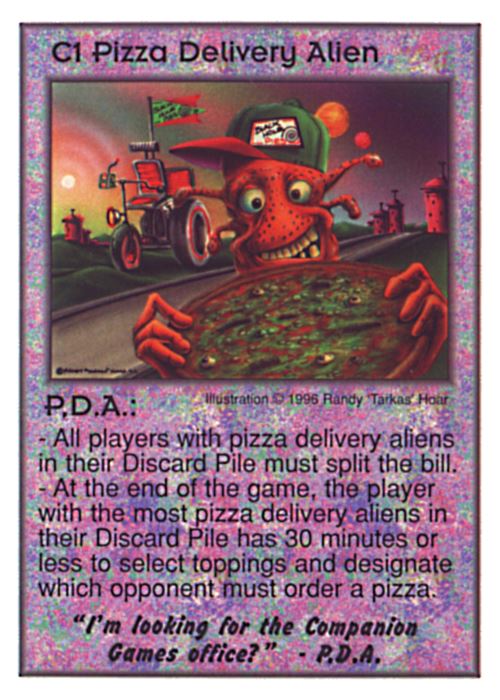 C1 Pizza Delivery Alien
P.D.A.:
Illustration © 1996 Randy 'Tarkas' Hoar
- All players with pizza delivery aliens
in their Discard Pile must split the bill.
- At the end of the game, the player
with the most pizza delivery aliens in
their Discard Pile has 30 minutes or
less to select toppings and designate
which opponent must order a pizza.
"I'm looking for the Companion
Games office?" - P.D.A.